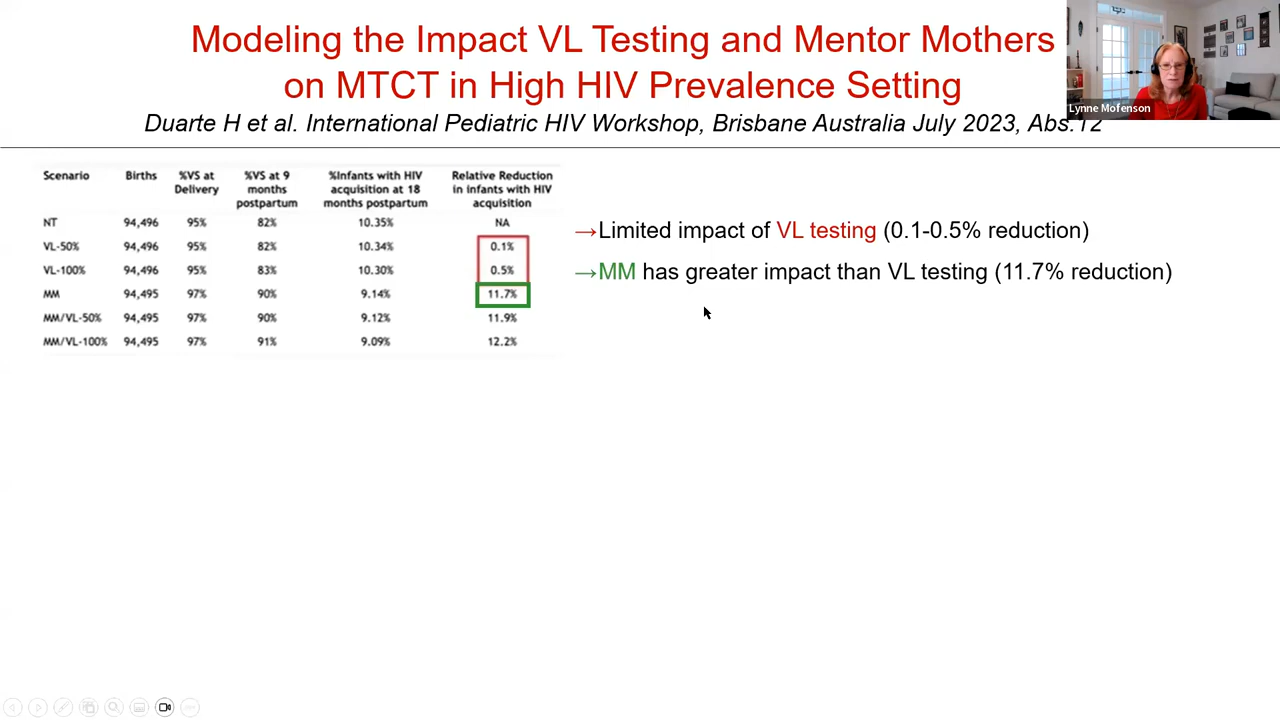 Modeling the Impact VL Testing and Mentor Mothers
on MTCT in High HIV Prevalence Setting
Duarte H et al. International Pediatric HIV Workshop, Brisbane Australia July 2023, Abs.12
Lynne Mofenson
Scenario Births %VS at Delivery %VS at 9 months postpartum %Infants with HIV acquisition at 18 months postpartum Relative Reduction in infants with HIV acquisition
NT 94,496 95% 82% 10.35% NA
VL-50% 94,496 95% 82% 10.34% 0.1%
VL-100% 94,496 95% 83% 10.30% 0.5%
MM 94,495 97% 90% 9.14% 11.7%
MM/VL-50% 94,495 97% 90% 9.12% 11.9%
MM/VL-100% 94,495 97% 91% 9.09% 12.2%
→Limited impact of VL testing (0.1-0.5% reduction)
→MM has greater impact than VL testing (11.7% reduction)